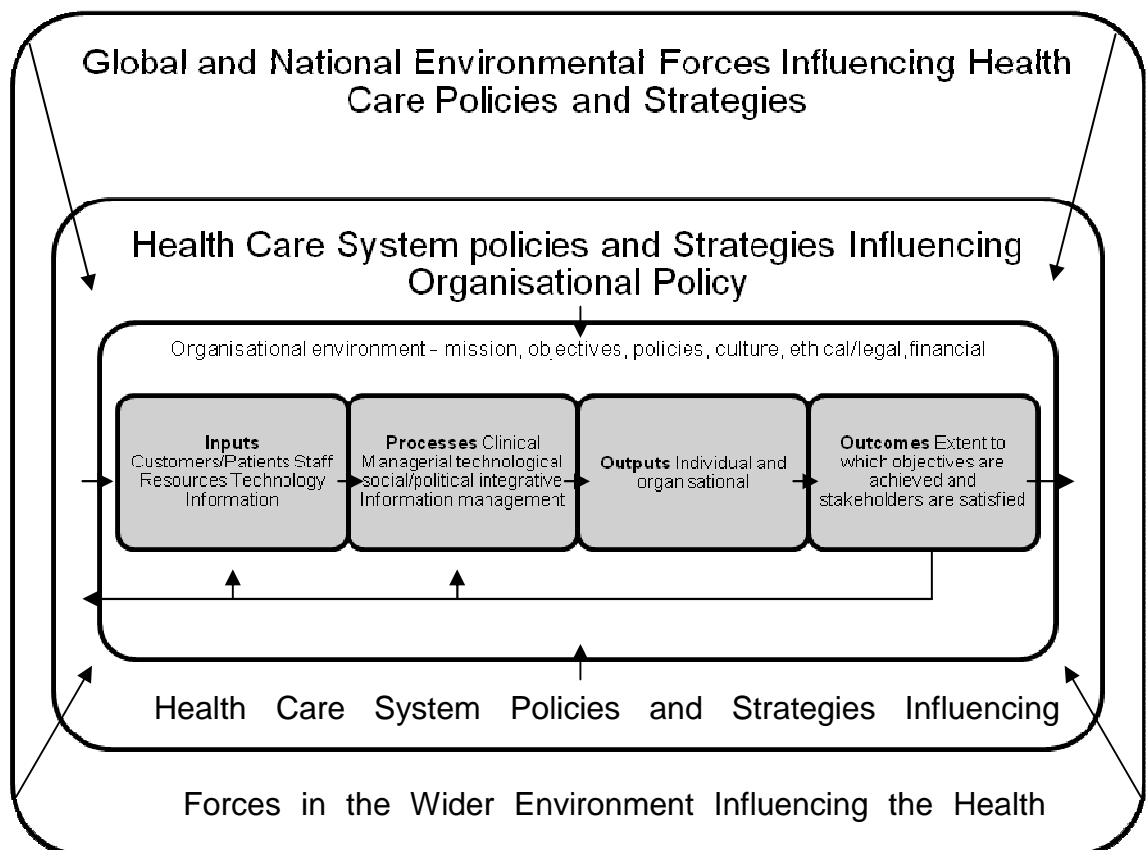 Global and National Environmental Forces Influencing Health
Care Policies and Strategies
Health Care System policies and Strategies Influencing
Organisational Policy
Organisational environment - mission, objectives, policies, culture, ethical/legal,financial
Inputs
Customers/Patients Staff
Resources Technology
Information
Processes Clinical
Managerial technological
social/political integrative
Information management
Outputs Individual and
organisational
Outcomes Extent to
which objectives are
achieved and
stakeholders are satisfied
Health Care System Policies and Strategies Influencing
Forces in the Wider Environment Influencing the Health